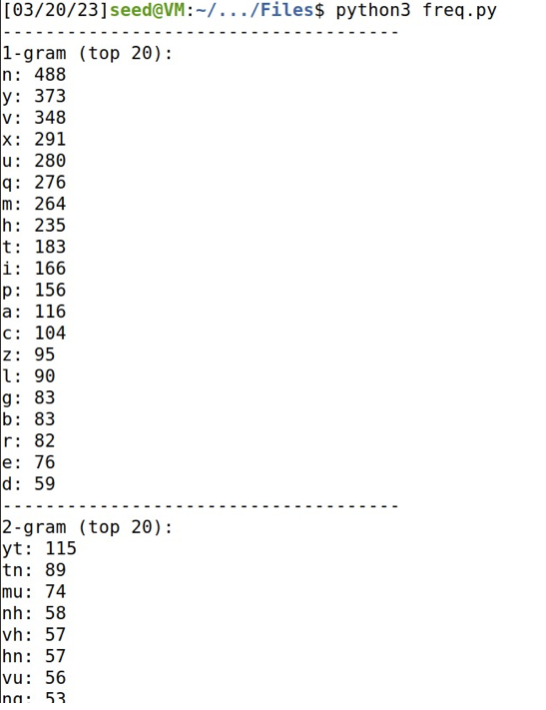 [03/20/23]seed@VM:~/.../Files$ python3 freq.py
-------------------------------------
1-gram (top 20):
n: 488
y: 373
v: 348
x: 291
u: 280
q: 276
m: 264
h: 235
t: 183
i: 166
p: 156
a: 116
c: 104
z: 95
l: 90
g: 83
b: 83
r: 82
e: 76
d: 59
-------------------------------------
2-gram (top 20):
yt: 115
tn: 89
mu: 74
nh: 58
vh: 57
hn: 57
vu: 56
nq: 53